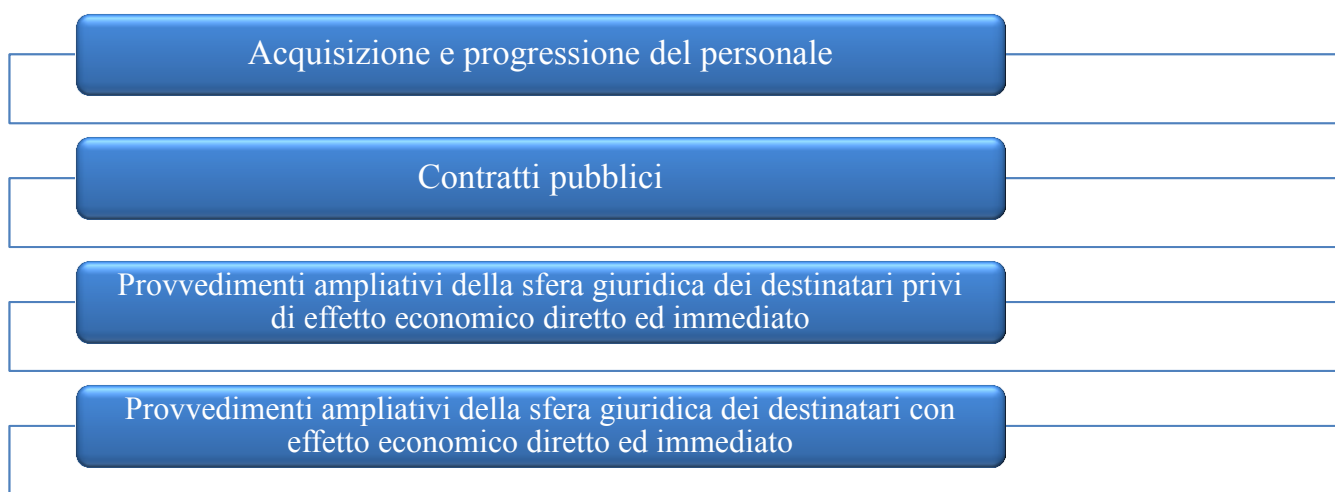 Acquisizione e progressione del personale
Contratti pubblici
Provvedimenti ampliativi della sfera giuridica dei destinatari privi
di effetto economico diretto ed immediato
Provvedimenti ampliativi della sfera giuridica dei destinatari con
effetto economico diretto ed immediato